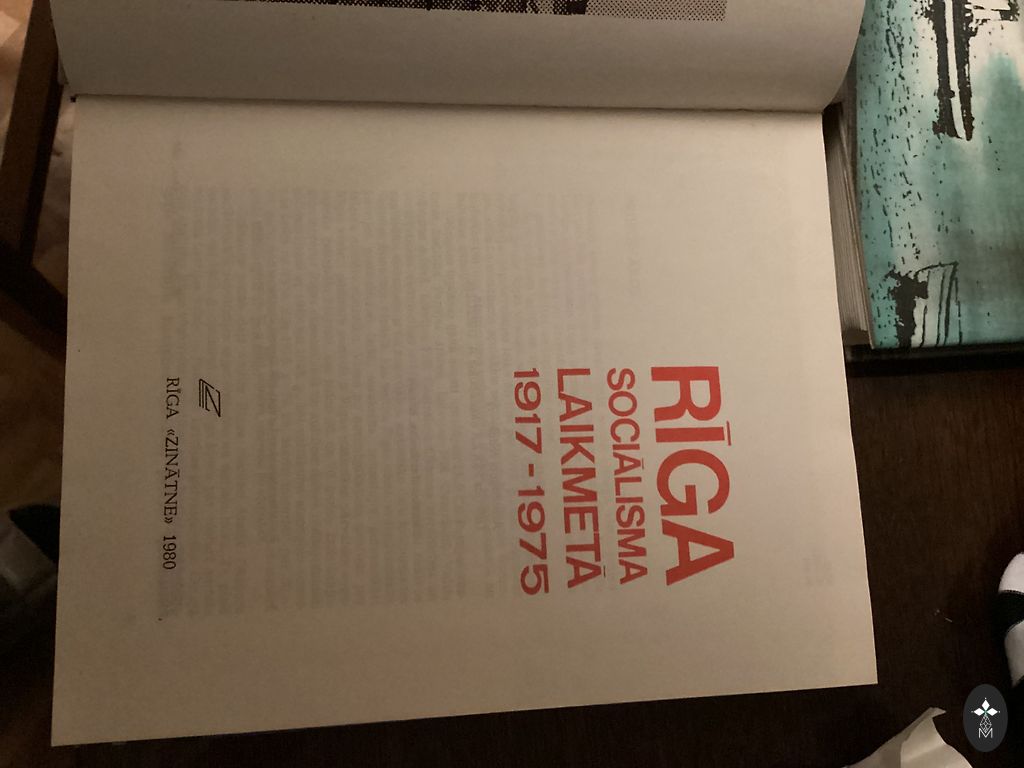 RĪGA
SOCIĀLISMA
LAIKMETĀ
1917-1975
RĪGA «ZINĀTNE» 1980